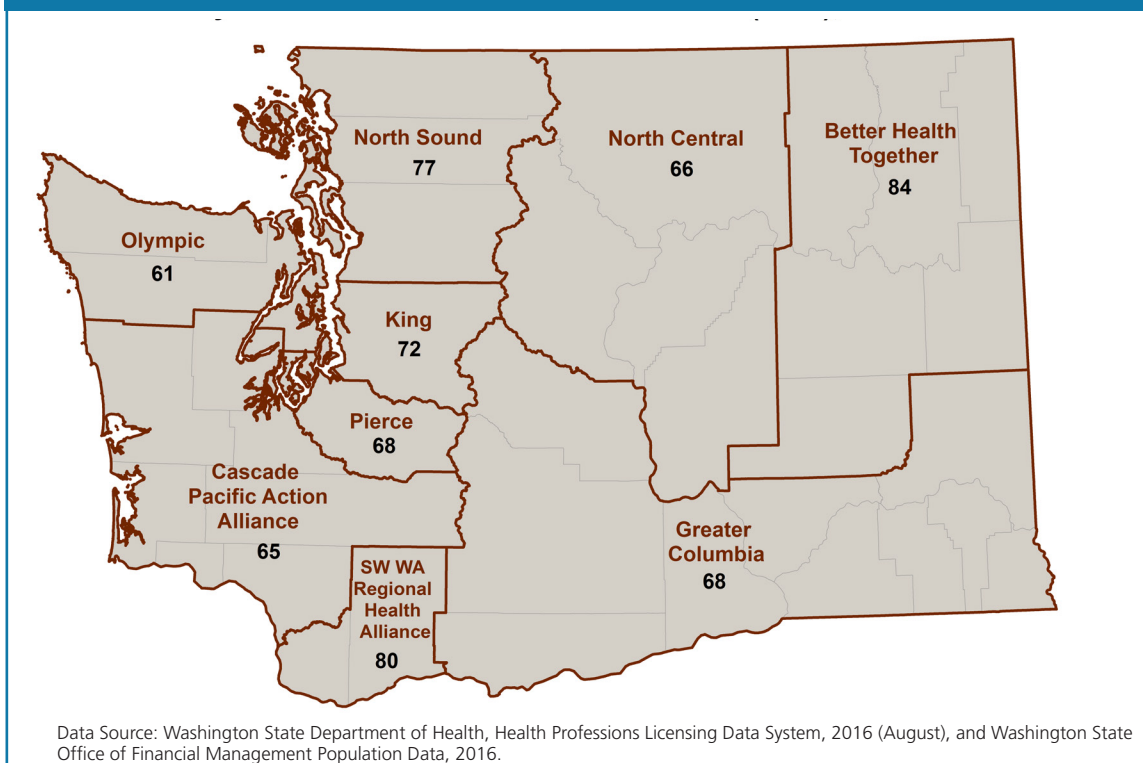 North Sound
77
North Central
66
Better Health
Together
84
Olympic
61
King
72
Pierce
68
Cascade
Pacific Action
Alliance
65
SW WA
Regional
Health
Alliance
80
Greater
Columbia
68
Data Source: Washington State Department of Health, Health Professions Licensing Data System, 2016 (August), and Washington State
Office of Financial Management Population Data, 2016.